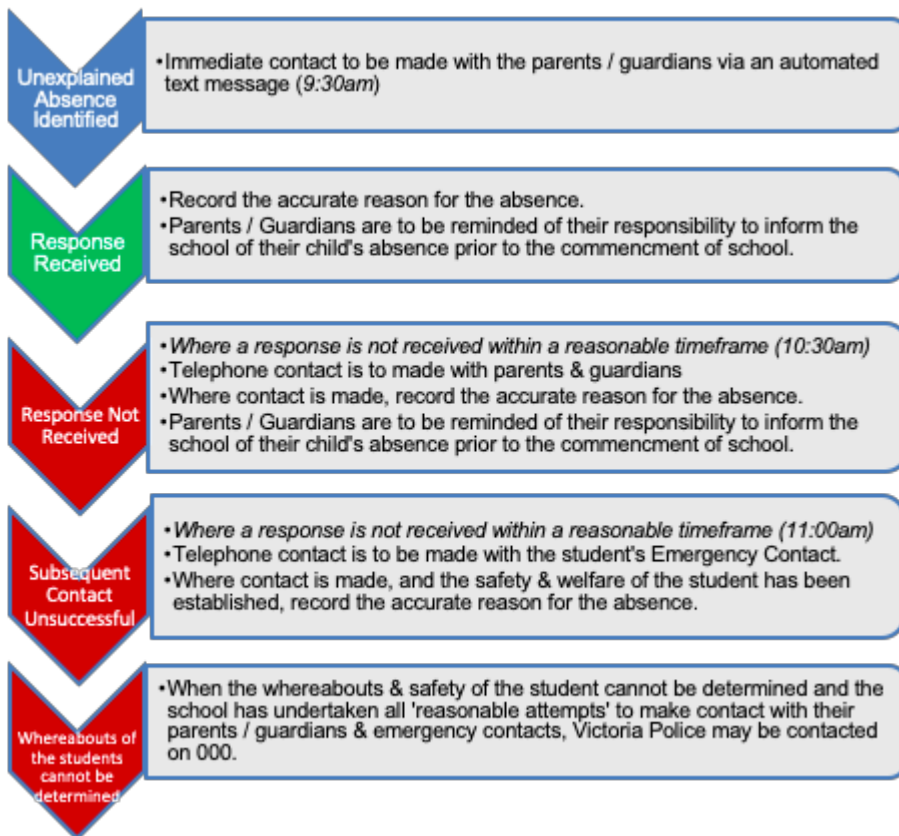 Unexplained
Absence
Identified
•Immediate contact to be made with the parents / guardians via an automated
text message (9:30am)
Response
Received
•Record the accurate reason for the absence.
•Parents / Guardians are to be reminded of their responsibility to inform the
school of their child's absence prior to the commencment of school.
Response Not
Received
•Where a response is not received within a reasonable timeframe (10:30am)
•Telephone contact is to made with parents & guardians
•Where contact is made, record the accurate reason for the absence.
•Parents / Guardians are to be reminded of their responsibility to inform the
school of their child's absence prior to the commencment of school.
Subsequent
Contact
Unsuccessful
•Where a response is not received within a reasonable timeframe (11:00am)
•Telephone contact is to be made with the student's Emergency Contact.
•Where contact is made, and the safety & welfare of the student has been
established, record the accurate reason for the absence.
Whereabouts of
the students
cannot be
determined
•When the whereabouts & safety of the student cannot be determined and the
school has undertaken all 'reasonable attempts' to make contact with their
parents / guardians & emergency contacts, Victoria Police may be contacted
on 000.